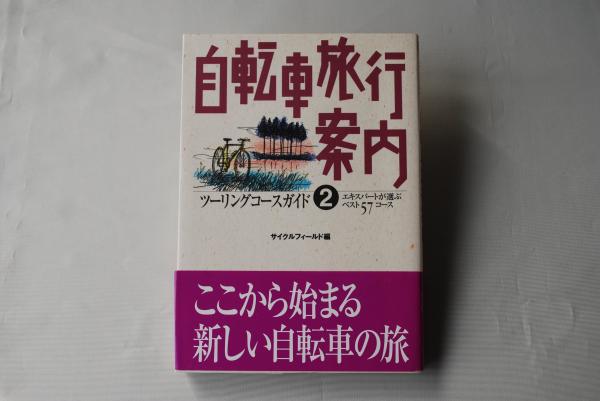 自転車旅行
案内
ツーリングコースガイド2
エキスパートが選ぶ
ベスト57コース
サイクルフィールド編
ここから始まる
新しい自転車の旅